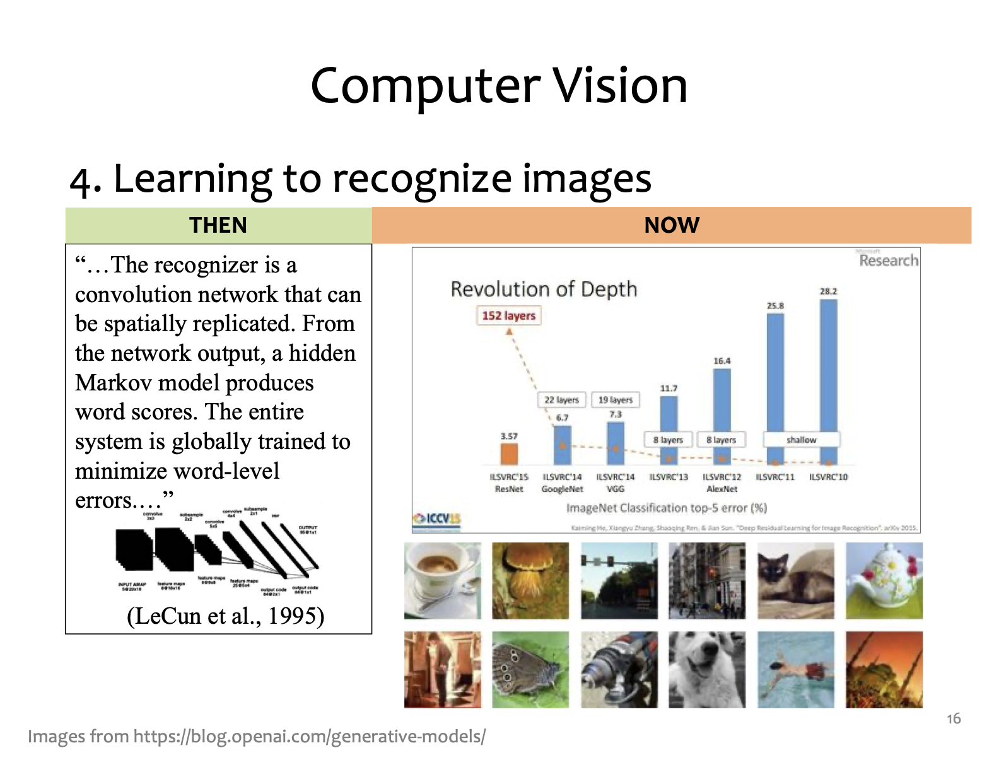 Computer Vision
4. Learning to recognize images
THEN
“…The recognizer is a
convolution network that can
be spatially replicated. From
the network output, a hidden
Markov model produces
word scores. The entire
system is globally trained to
minimize word-level
errors.…”
convolve
3x3
subsample
2x2
convolve
5x5
convolve
4x4
subsample
2x1
RBF
OUTPUT
INPUT AMAP
5@20x18
feature maps
feature maps
feature maps
output code
output code
84@1x1
(LeCun et al., 1995)
NOW
Microsoft
Research
Revolution of Depth
152 layers
22 layers
19 layers
8 layers
8 layers
shallow
3.57
6.7
7.3
11.7
16.4
25.8
28.2
ILSVRC'15
ResNet
ILSVRC'14
GoogleNet
ILSVRC'14
VGG
ILSVRC'13
ILSVRC'12
AlexNet
ILSVRC'11
ILSVRC'10
ImageNet Classification top-5 error (%)
ICCV15
Kaiming He, Xiangyu Zhang, Shaoqing Ren, & Jian Sun. "Deep Residual Learning for Image Recognition". arXiv 2015.
Images from https://blog.openai.com/generative-models/
16